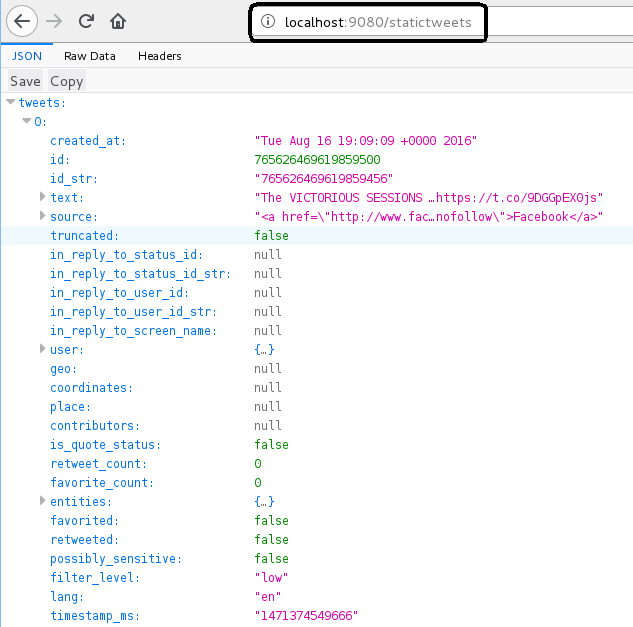 localhost:9080/statictweets
JSON Raw Data Headers
Save Copy
tweets:
0:
created_at: "Tue Aug 16 19:09:09 +0000 2016"
id: 765626469619859500
id_str: "765626469619859456"
text: "The VICTORIOUS SESSIONS …https://t.co/9DGGpEX0js"
source: "<a href=\"http://www.fac…nofollow\">Facebook</a>"
truncated: false
in_reply_to_status_id: null
in_reply_to_status_id_str: null
in_reply_to_user_id: null
in_reply_to_user_id_str: null
in_reply_to_screen_name: null
user: {…}
geo: null
coordinates: null
place: null
contributors: null
is_quote_status: false
retweet_count: 0
favorite_count: 0
entities: {…}
favorited: false
retweeted: false
possibly_sensitive: false
filter_level: "low"
lang: "en"
timestamp_ms: "1471374549666"